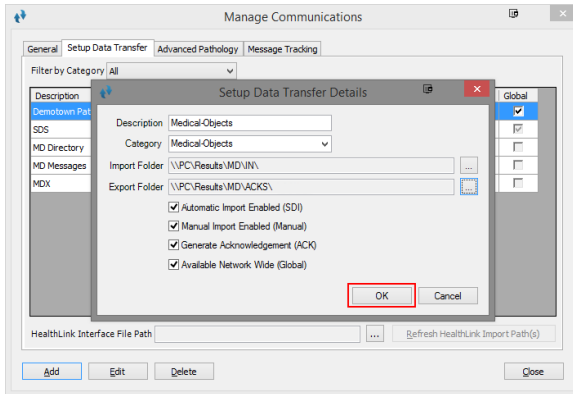 Manage Communications
General Setup Data Transfer Advanced Pathology Message Tracking
Filter by Category All
Description Global
Demotown Pat
SDS
MD Directory
MD Messages
MDX
Setup Data Transfer Details
Description Medical-Objects
Category Medical-Objects
Import Folder \\PC\Results\MD\IN\ ...
Export Folder \\PC\Results\MD\ACKS\ ...
Automatic Import Enabled (SDI)
Manual Import Enabled (Manual)
Generate Acknowledgement (ACK)
Available Network Wide (Global)
OK Cancel
HealthLink Interface File Path ... Refresh HealthLink Import Path(s)
Add Edit Delete Close